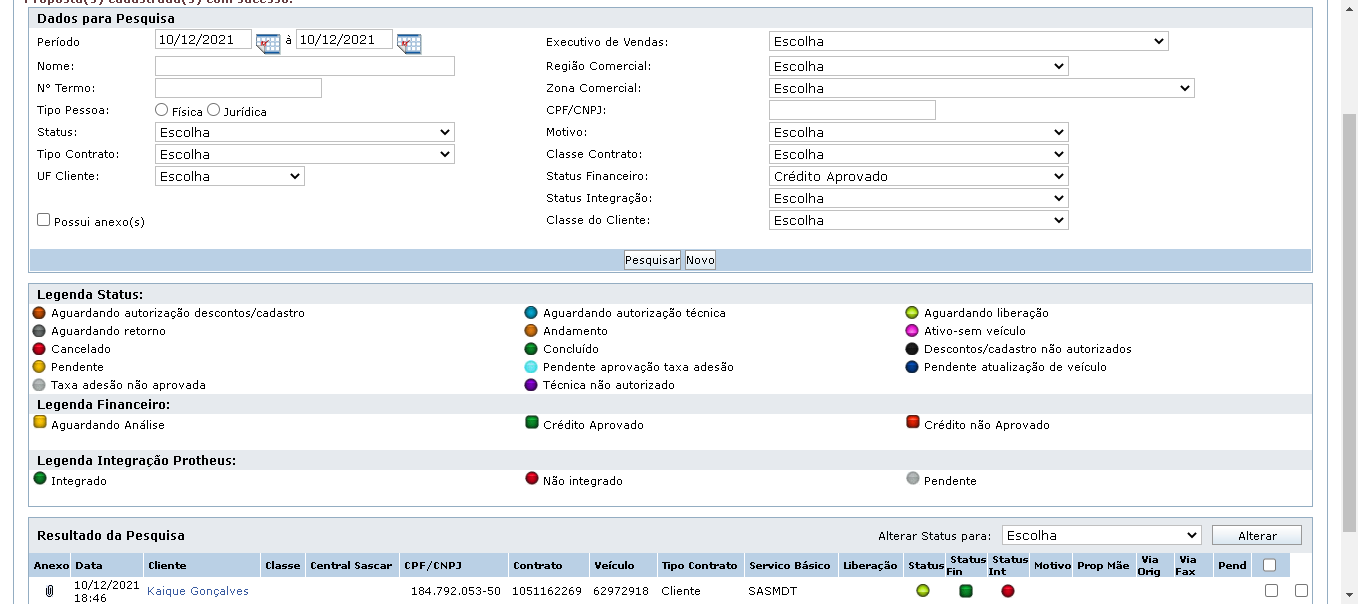 Proposta(s) cadastrada(s) com sucesso.
Dados para Pesquisa
Período 10/12/2021 à 10/12/2021 Executivo de Vendas: Escolha
Nome: Região Comercial: Escolha
Nº Termo: Zona Comercial: Escolha
Tipo Pessoa: Física Jurídica CPF/CNPJ:
Status: Escolha Motivo: Escolha
Tipo Contrato: Escolha Classe Contrato: Escolha
UF Cliente: Escolha Status Financeiro: Crédito Aprovado
Status Integração: Escolha
Possui anexo(s) Classe do Cliente: Escolha
Pesquisar Novo
Legenda Status:
Aguardando autorização descontos/cadastro Aguardando autorização técnica Aguardando liberação
Aguardando retorno Andamento Ativo-sem veículo
Cancelado Concluído Descontos/cadastro não autorizados
Pendente Pendente aprovação taxa adesão Pendente atualização de veículo
Taxa adesão não aprovada Técnica não autorizado
Legenda Financeiro:
Aguardando Análise Crédito Aprovado Crédito não Aprovado
Legenda Integração Protheus:
Integrado Não integrado Pendente
Resultado da Pesquisa Alterar Status para: Escolha Alterar
Anexo Data Cliente Classe Central Sascar CPF/CNPJ Contrato Veículo Tipo Contrato Servico Básico Liberação Status Status Fin Status Int Motivo Prop Mãe Via Orig Via Fax Pend
10/12/2021 18:46 Kaique Gonçalves 184.792.053-50 1051162269 62972918 Cliente SASMDT